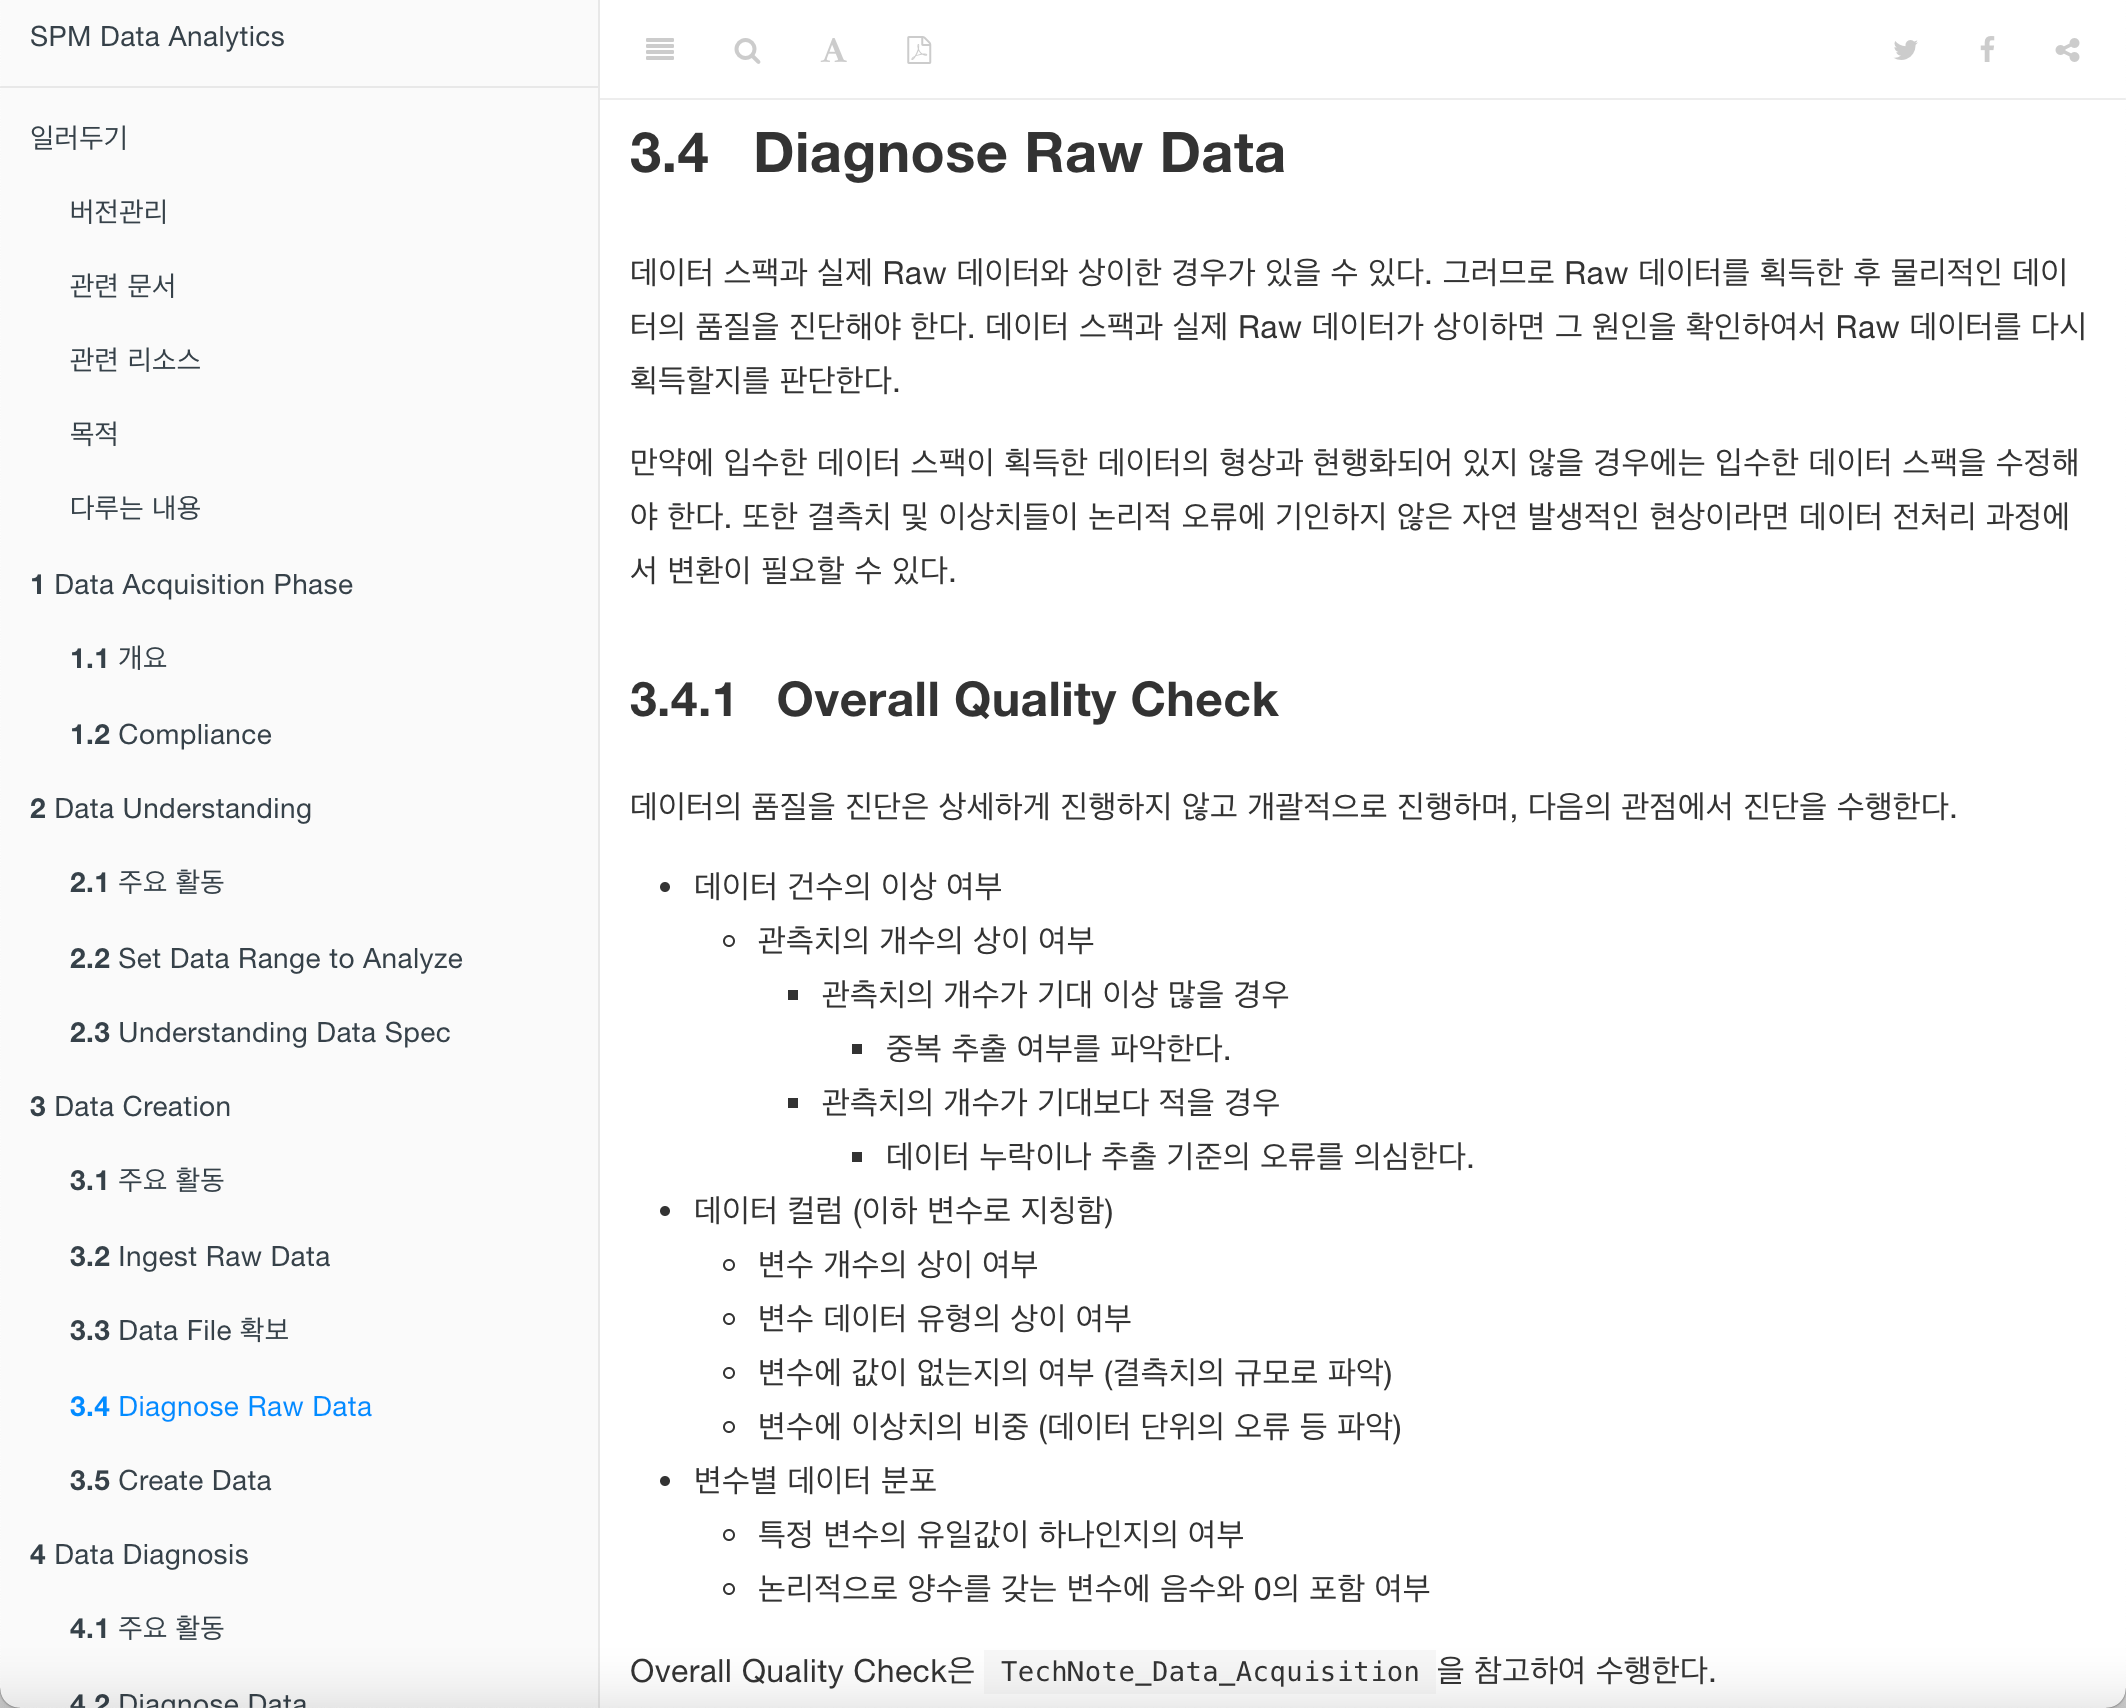 SPM Data Analytics
일러두기
버전관리
관련 문서
관련 리소스
목적
다루는 내용
1 Data Acquisition Phase
1.1 개요
1.2 Compliance
2 Data Understanding
2.1 주요 활동
2.2 Set Data Range to Analyze
2.3 Understanding Data Spec
3 Data Creation
3.1 주요 활동
3.2 Ingest Raw Data
3.3 Data File 확보
3.4 Diagnose Raw Data
3.5 Create Data
4 Data Diagnosis
4.1 주요 활동
4.2 Diagnose Data
3.4 Diagnose Raw Data
데이터 스팩과 실제 Raw 데이터와 상이한 경우가 있을 수 있다. 그러므로 Raw 데이터를 획득한 후 물리적인 데이
터의 품질을 진단해야 한다. 데이터 스팩과 실제 Raw 데이터가 상이하면 그 원인을 확인하여서 Raw 데이터를 다시
획득할지를 판단한다.
만약에 입수한 데이터 스팩이 획득한 데이터의 형상과 현행화되어 있지 않을 경우에는 입수한 데이터 스팩을 수정해
야 한다. 또한 결측치 및 이상치들이 논리적 오류에 기인하지 않은 자연 발생적인 현상이라면 데이터 전처리 과정에
서 변환이 필요할 수 있다.
3.4.1 Overall Quality Check
데이터의 품질을 진단은 상세하게 진행하지 않고 개괄적으로 진행하며, 다음의 관점에서 진단을 수행한다.
데이터 건수의 이상 여부
관측치의 개수의 상이 여부
관측치의 개수가 기대 이상 많을 경우
중복 추출 여부를 파악한다.
관측치의 개수가 기대보다 적을 경우
데이터 누락이나 추출 기준의 오류를 의심한다.
데이터 컬럼 (이하 변수로 지칭함)
변수 개수의 상이 여부
변수 데이터 유형의 상이 여부
변수에 값이 없는지의 여부 (결측치의 규모로 파악)
변수에 이상치의 비중 (데이터 단위의 오류 등 파악)
변수별 데이터 분포
특정 변수의 유일값이 하나인지의 여부
논리적으로 양수를 갖는 변수에 음수와 0의 포함 여부
Overall Quality Check은 TechNote_Data_Acquisition 을 참고하여 수행한다.